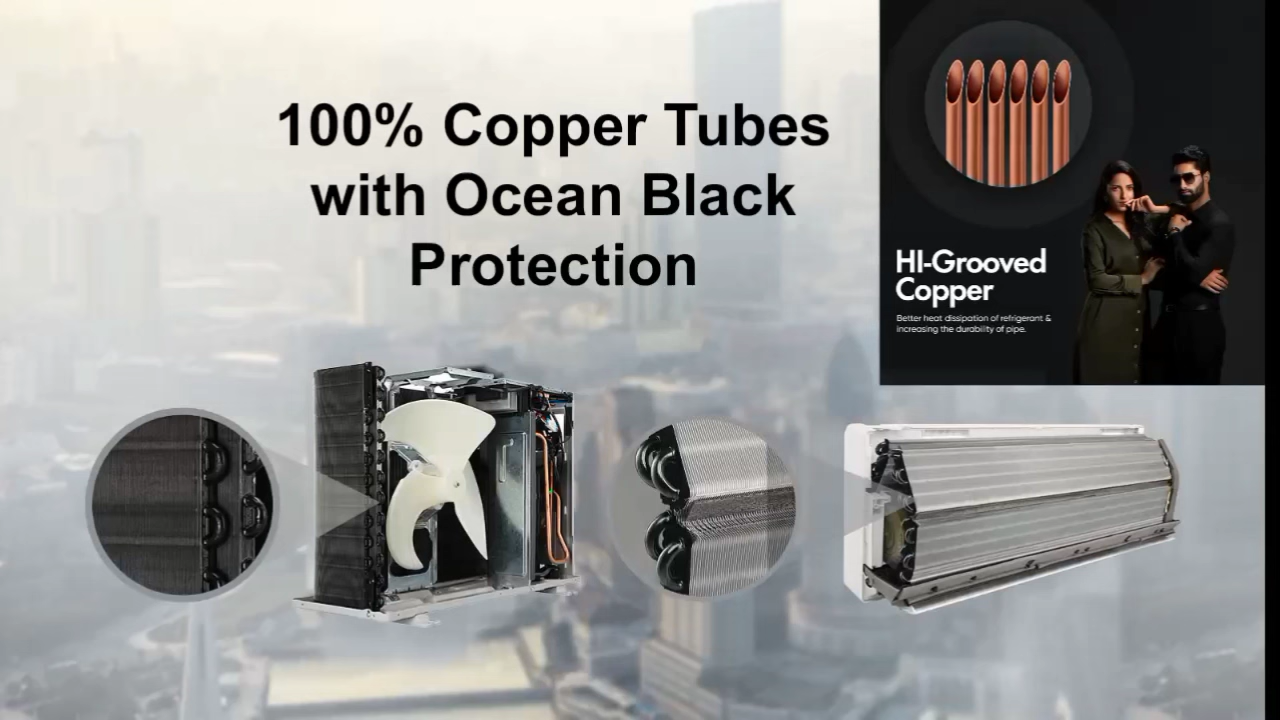 100% Copper Tubes
with Ocean Black
Protection
HI-Grooved
Copper
Better heat dissipation of refrigerant &
increasing the durability of pipe.